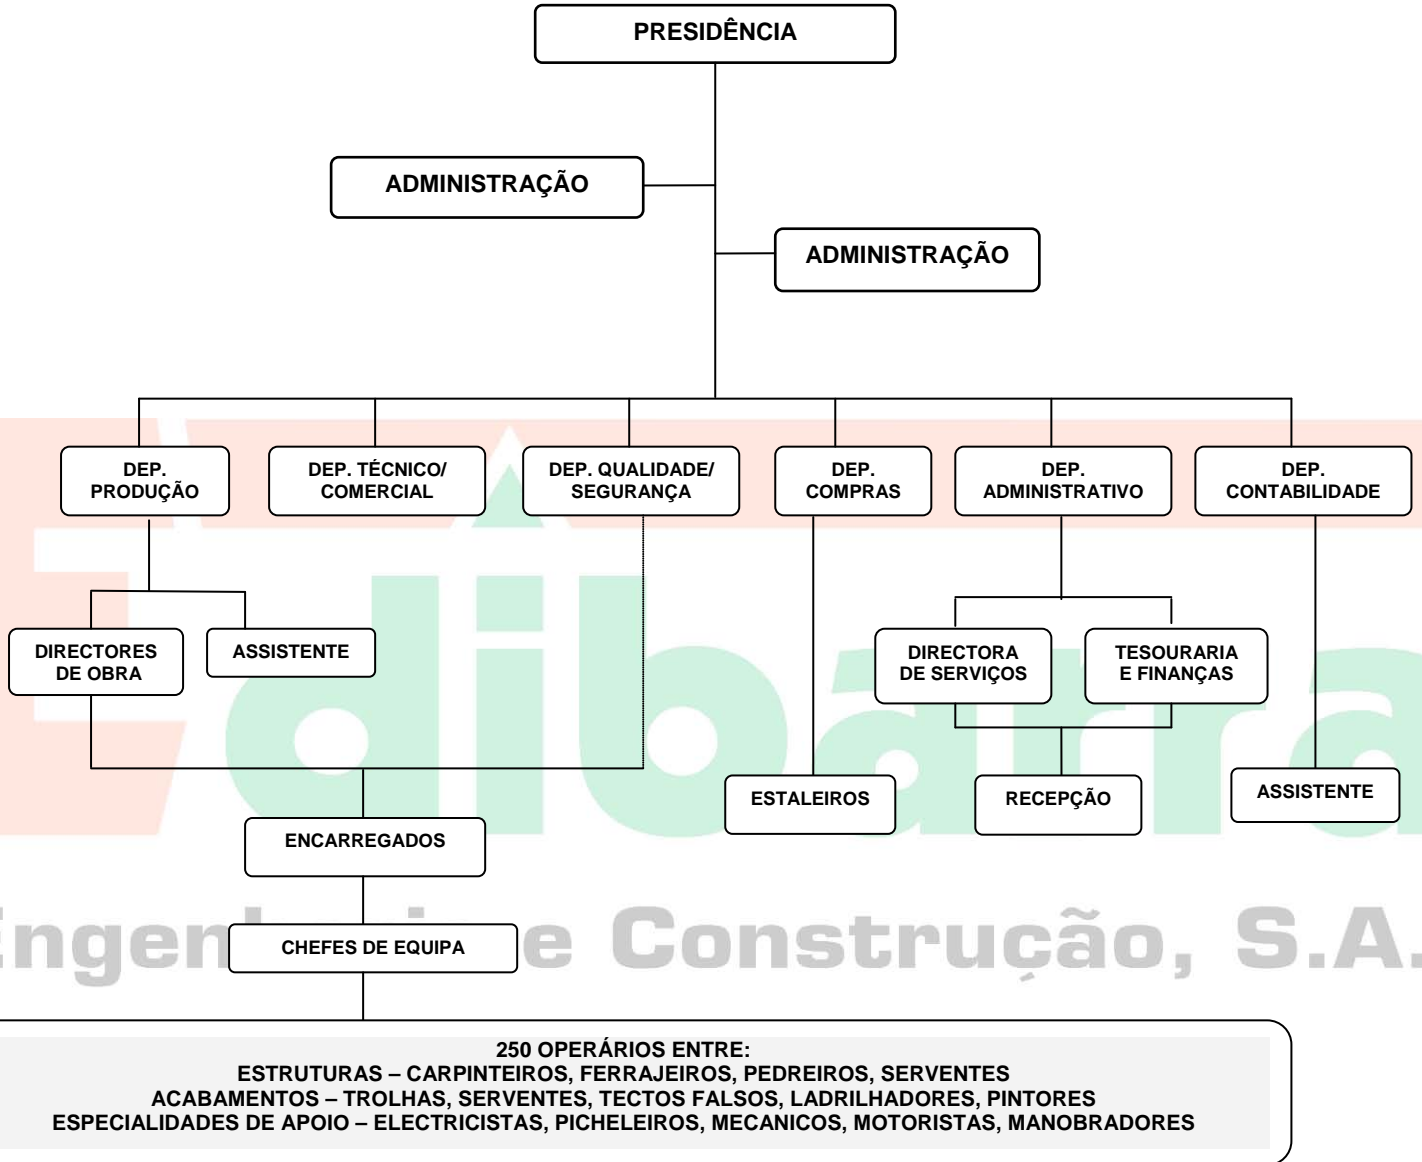 PRESIDÊNCIA
ADMINISTRAÇÃO
ADMINISTRAÇÃO
DEP.
PRODUÇÃO
DEP. TÉCNICO/
COMERCIAL
DEP. QUALIDADE/
SEGURANÇA
DEP.
COMPRAS
DEP.
ADMINISTRATIVO
DEP.
CONTABILIDADE
DIRECTORES
DE OBRA
ASSISTENTE
DIRECTORA
DE SERVIÇOS
TESOURARIA
E FINANÇAS
Edibarra
ESTALEIROS
RECEPÇÃO
ASSISTENTE
ENCARREGADOS
CHEFES DE EQUIPA
e Construção, S.A.
250 OPERÁRIOS ENTRE:
ESTRUTURAS – CARPINTEIROS, FERRAJEIROS, PEDREIROS, SERVENTES
ACABAMENTOS – TROLHAS, SERVENTES, TECTOS FALSOS, LADRILHADORES, PINTORES
ESPECIALIDADES DE APOIO – ELECTRICISTAS, PICHELEIROS, MECANICOS, MOTORISTAS, MANOBRADORES